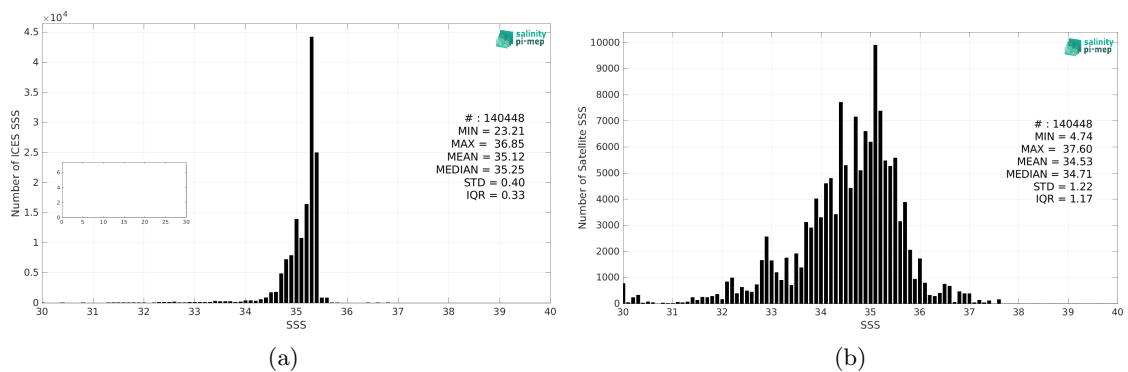 ×10⁴
4.5
4
3.5
3
2.5
2
1.5
1
0.5
0
Number of ICES SSS
salinity
pi-mep
# : 140448
MIN = 23.21
MAX = 36.85
MEAN = 35.12
MEDIAN = 35.25
STD = 0.40
IQR = 0.33
6
4
2
0
0 5 10 15 20 25 30
30 31 32 33 34 35 36 37 38 39 40
SSS
(a)
10000
9000
8000
7000
6000
5000
4000
3000
2000
1000
0
Number of Satellite SSS
salinity
pi-mep
# : 140448
MIN = 4.74
MAX = 37.60
MEAN = 34.53
MEDIAN = 34.71
STD = 1.22
IQR = 1.17
30 31 32 33 34 35 36 37 38 39 40
SSS
(b)